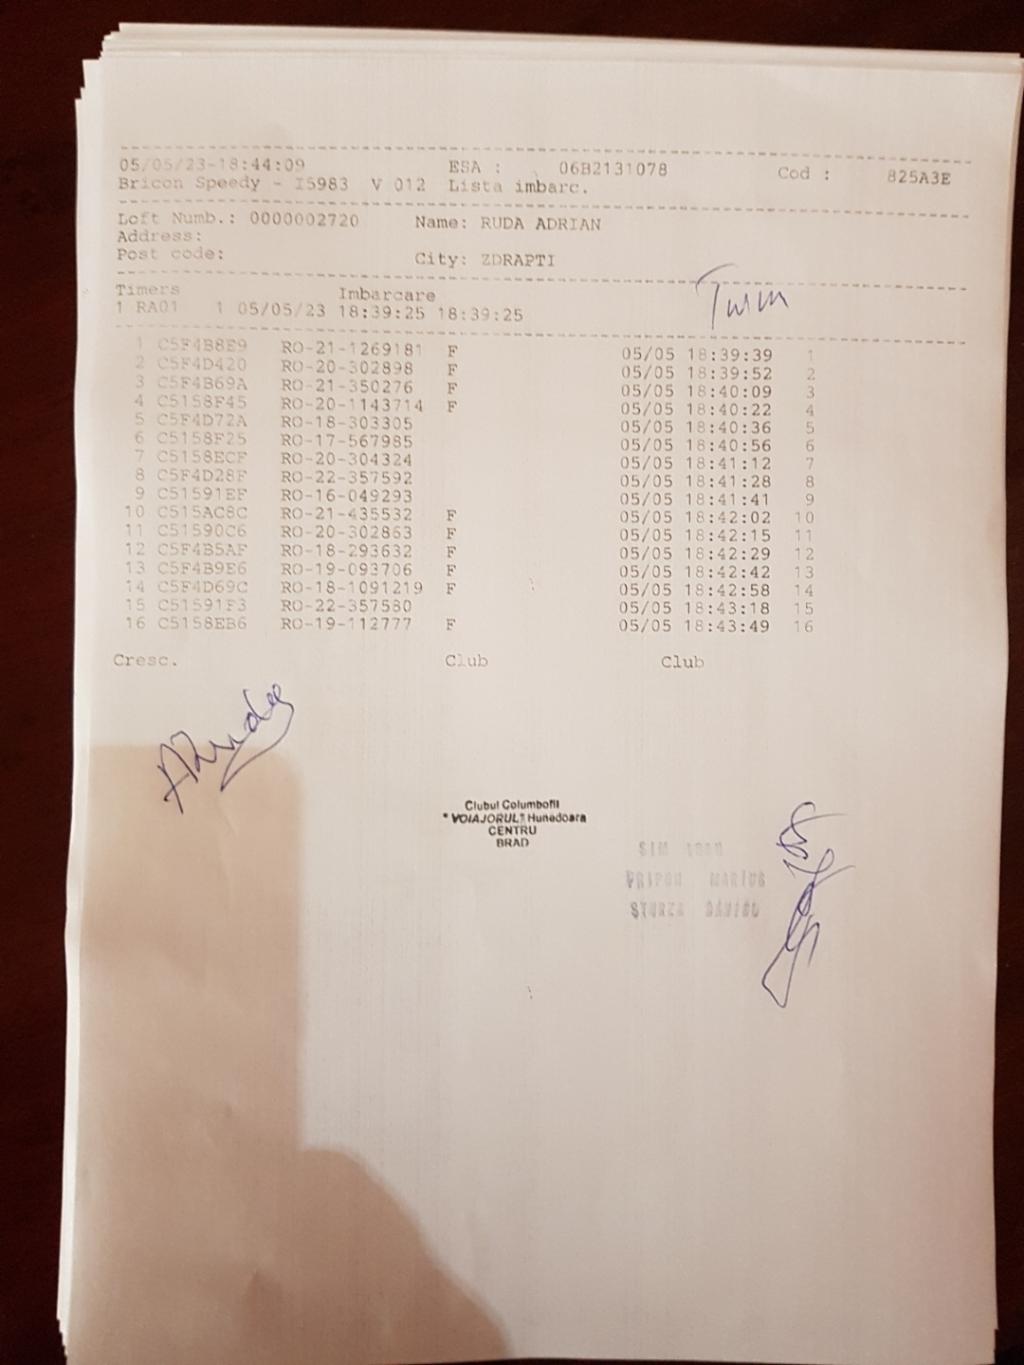 05/05/23-18:44:09 ESA : 06B2131078 Cod : 825A3E
Bricon Speedy - I5983 V 012 Lista imbarc.
Loft Numb.: 0000002720 Name: RUDA ADRIAN
Address:
Post code: City: ZDRAPTI
Timers Imbarcare
1 RA01 1 05/05/23 18:39:25 18:39:25
1 C5F4B8E9 RO-21-1269181 F 05/05 18:39:39 1
2 C5F4D420 RO-20-302898 F 05/05 18:39:52 2
3 C5F4B69A RO-21-350276 F 05/05 18:40:09 3
4 C5158F45 RO-20-1143714 F 05/05 18:40:22 4
5 C5F4D72A RO-18-303305 05/05 18:40:36 5
6 C5158F25 RO-17-567985 05/05 18:40:56 6
7 C5158ECF RO-20-304324 05/05 18:41:12 7
8 C5F4D28F RO-22-357592 05/05 18:41:28 8
9 C51591EF RO-16-049293 05/05 18:41:41 9
10 C515AC8C RO-21-435532 F 05/05 18:42:02 10
11 C51590C6 RO-20-302863 F 05/05 18:42:15 11
12 C5F4B5AF RO-18-293632 F 05/05 18:42:29 12
13 C5F4B9E6 RO-19-093706 F 05/05 18:42:42 13
14 C5F4D69C RO-18-1091219 F 05/05 18:42:58 14
15 C51591F3 RO-22-357580 05/05 18:43:18 15
16 C5158EB6 RO-19-112777 F 05/05 18:43:49 16
Cresc. Club Club
Clubul Columbofil
"VOIAJORUL" Hunedoara
CENTRU
BRAD
SIM IOAN
PRIPON MARIUS
STURZA